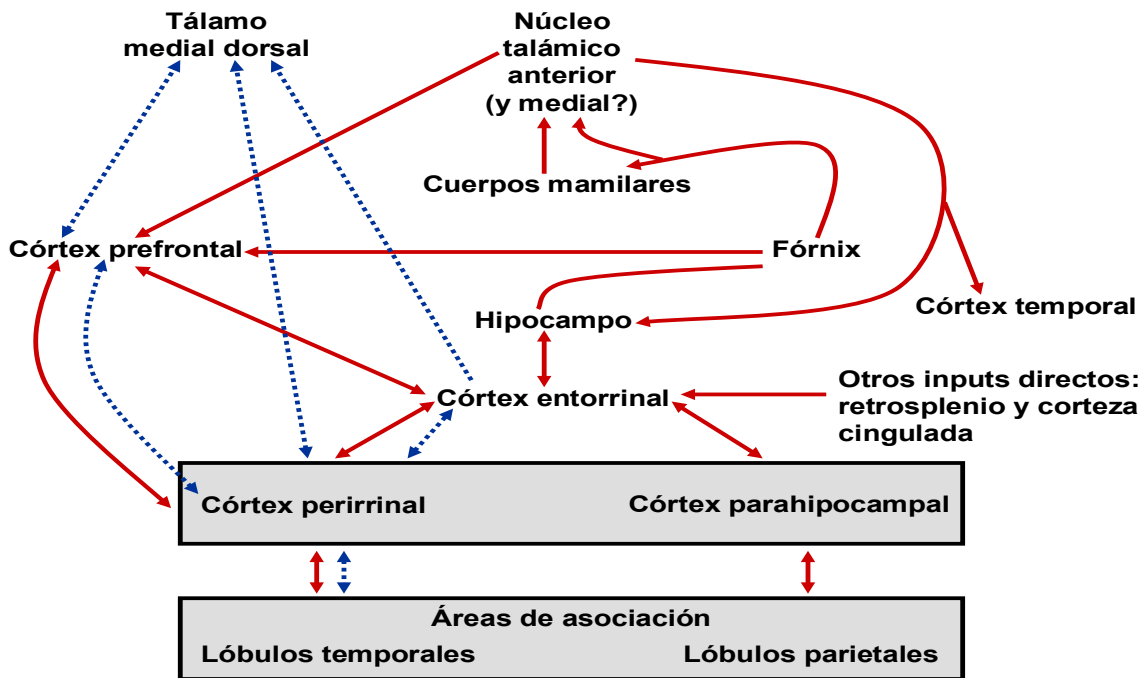 Tálamo
medial dorsal
Núcleo
talámico
anterior
(y medial?)
Cuerpos mamilares
Córtex prefrontal
Fórnix
Hipocampo
Córtex temporal
Córtex entorrinal
Otros inputs directos:
retrosplenio y corteza
cingulada
Córtex perirrinal
Córtex parahipocampal
Áreas de asociación
Lóbulos temporales
Lóbulos parietales